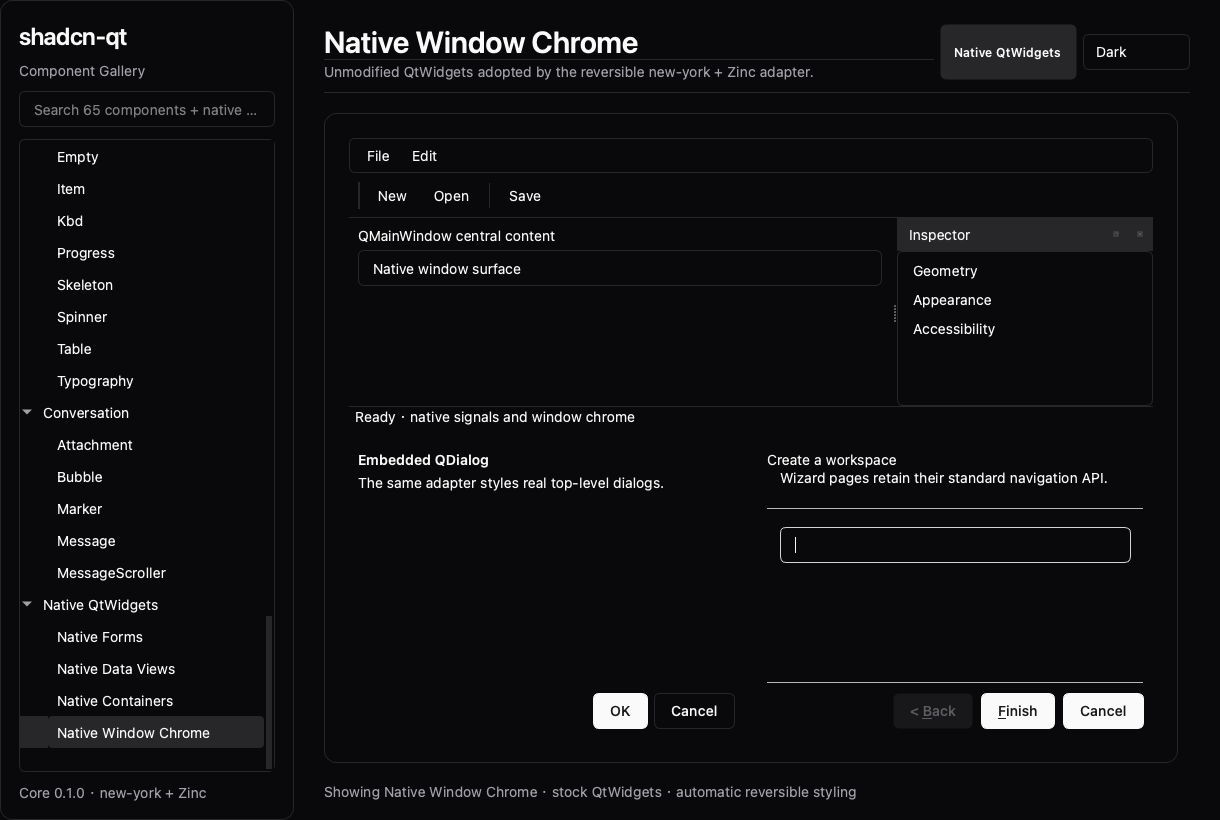 shadcn-qt
Component Gallery
Search 65 components + native ...
Empty
Item
Kbd
Progress
Skeleton
Spinner
Table
Typography
Conversation
Attachment
Bubble
Marker
Message
MessageScroller
Native QtWidgets
Native Forms
Native Data Views
Native Containers
Native Window Chrome
Core 0.1.0 · new-york + Zinc
Native Window Chrome
Unmodified QtWidgets adopted by the reversible new-york + Zinc adapter.
Native QtWidgets
Dark
File Edit
New Open Save
QMainWindow central content
Native window surface
Inspector
Geometry
Appearance
Accessibility
Ready · native signals and window chrome
Embedded QDialog
The same adapter styles real top-level dialogs.
OK Cancel
Create a workspace
Wizard pages retain their standard navigation API.
< Back Finish Cancel
Showing Native Window Chrome · stock QtWidgets · automatic reversible styling